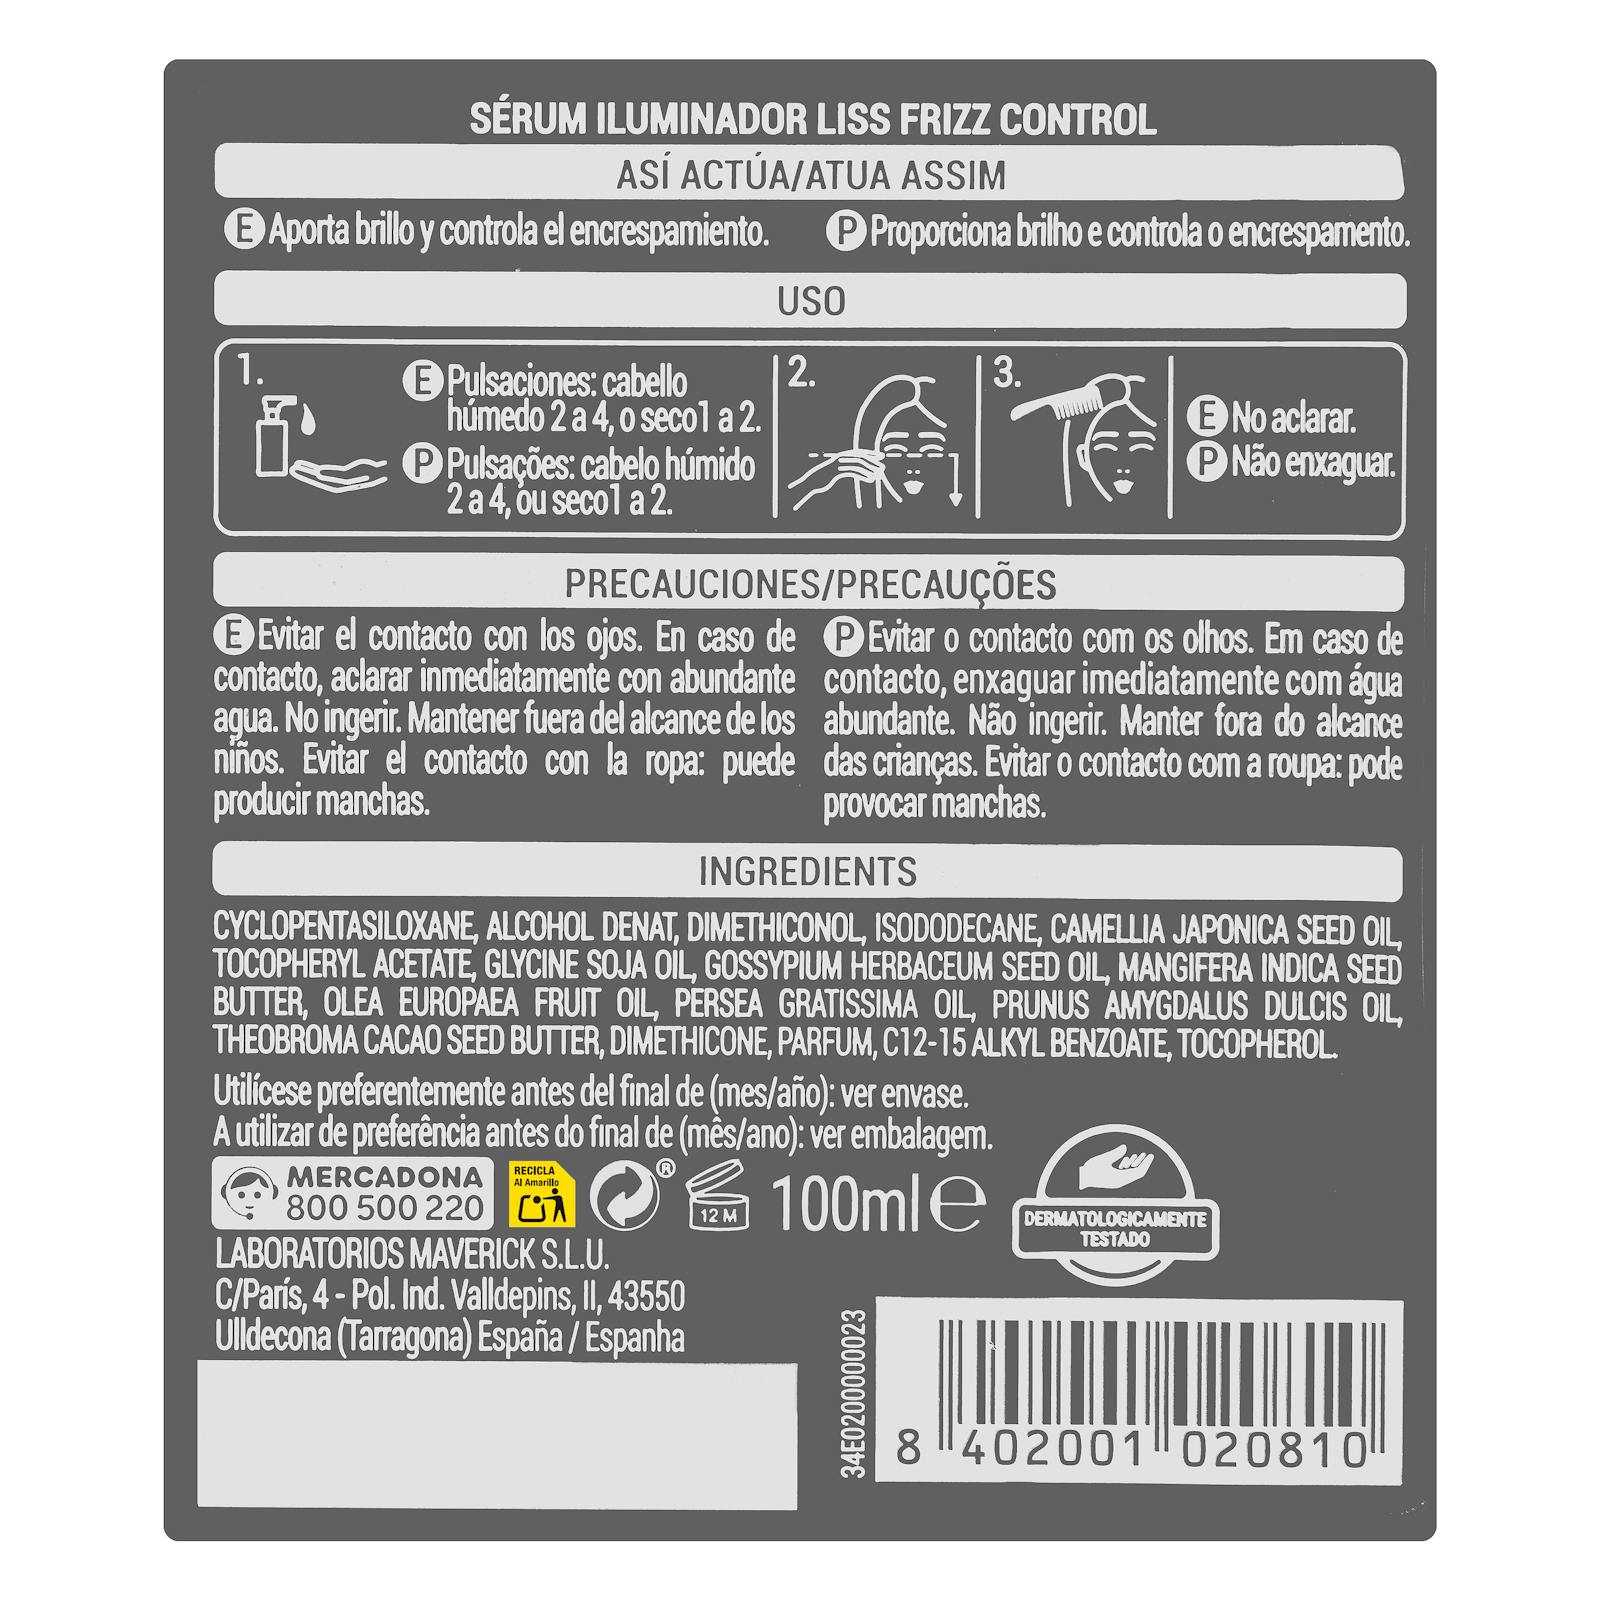 SÉRUM ILUMINADOR LISS FRIZZ CONTROL
ASÍ ACTÚA/ATUA ASSIM
E Aporta brillo y controla el encrespamiento.
P Proporciona brilho e controla o encrespamento.
USO
1.
E Pulsaciones: cabello
húmedo 2 a 4, o seco1 a 2.
P Pulsações: cabelo húmido
2 a 4, ou seco1 a 2.
2.
3.
E No aclarar.
P Não enxaguar.
PRECAUCIONES/PRECAUÇÕES
E Evitar el contacto con los ojos. En caso de
contacto, aclarar inmediatamente con abundante
agua. No ingerir. Mantener fuera del alcance de los
niños. Evitar el contacto con la ropa: puede
producir manchas.
P Evitar o contacto com os olhos. Em caso de
contacto, enxaguar imediatamente com água
abundante. Não ingerir. Manter fora do alcance
das crianças. Evitar o contacto com a roupa: pode
provocar manchas.
INGREDIENTS
CYCLOPENTASILOXANE, ALCOHOL DENAT, DIMETHICONOL, ISODODECANE, CAMELLIA JAPONICA SEED OIL,
TOCOPHERYL ACETATE, GLYCINE SOJA OIL, GOSSYPIUM HERBACEUM SEED OIL, MANGIFERA INDICA SEED
BUTTER, OLEA EUROPAEA FRUIT OIL, PERSEA GRATISSIMA OIL, PRUNUS AMYGDALUS DULCIS OIL,
THEOBROMA CACAO SEED BUTTER, DIMETHICONE, PARFUM, C12-15 ALKYL BENZOATE, TOCOPHEROL.
Utilícese preferentemente antes del final de (mes/año): ver envase.
A utilizar de preferência antes do final de (mês/ano): ver embalagem.
MERCADONA
800 500 220
RECICLA
Al Amarillo
®
12 M
100ml e
DERMATOLOGICAMENTE
TESTADO
LABORATORIOS MAVERICK S.L.U.
C/París, 4 - Pol. Ind. Valldepins, II, 43550
Ulldecona (Tarragona) España / Espanha
34E020000023
8 402001 020810